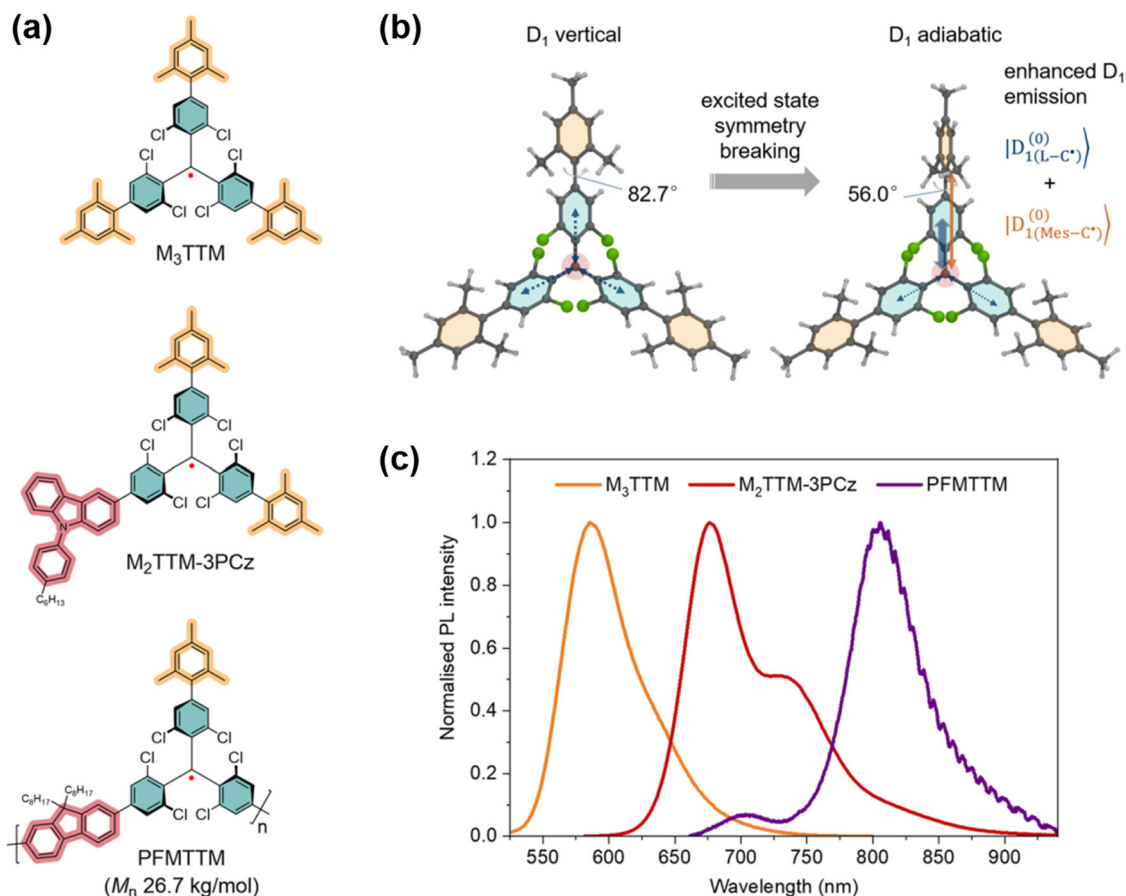 (a)
Cl
Cl
Cl
Cl
Cl
Cl
M₃TTM
Cl
Cl
Cl
Cl
Cl
Cl
N
C₆H₁₃
M₂TTM-3PCz
Cl
Cl
Cl
Cl
Cl
Cl
C₈H₁₇
C₈H₁₇
n
PFMTTM
(Mₙ 26.7 kg/mol)
(b)
D₁ vertical
82.7°
excited state
symmetry
breaking
D₁ adiabatic
56.0°
enhanced D₁
emission
|D₁₍L–C•₎⁽⁰⁾⟩
+
|D₁₍Mes–C•₎⁽⁰⁾⟩
(c)
M₃TTM M₂TTM-3PCz PFMTTM
Normalised PL intensity
1.2
1.0
0.8
0.6
0.4
0.2
0.0
550 600 650 700 750 800 850 900
Wavelength (nm)